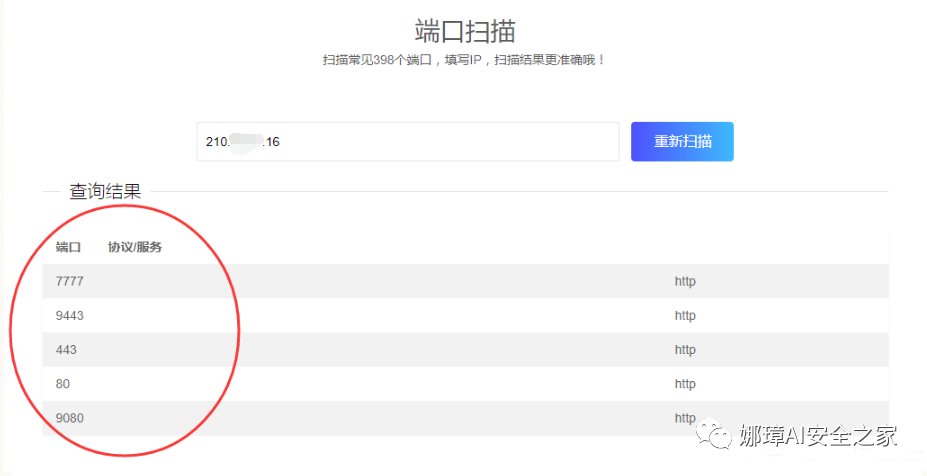 端口扫描
扫描常见398个端口，填写IP，扫描结果更准确哦！
210. .16
重新扫描
查询结果
端口 协议/服务
7777 http
9443 http
443 http
80 http
9080 http
娜璋AI安全之家